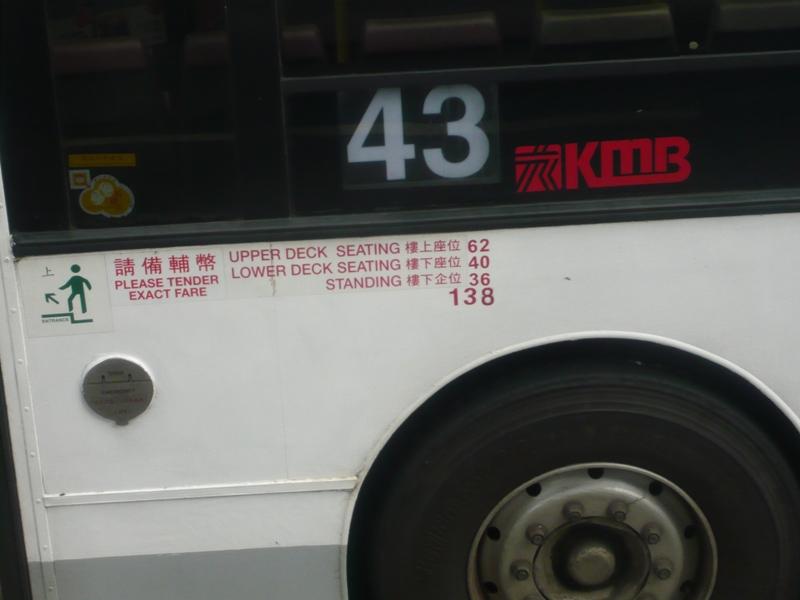 43
KMB
上
ENTRANCE
請備輔幣
PLEASE TENDER
EXACT FARE
UPPER DECK SEATING 樓上座位 62
LOWER DECK SEATING 樓下座位 40
STANDING 樓下企位 36
138